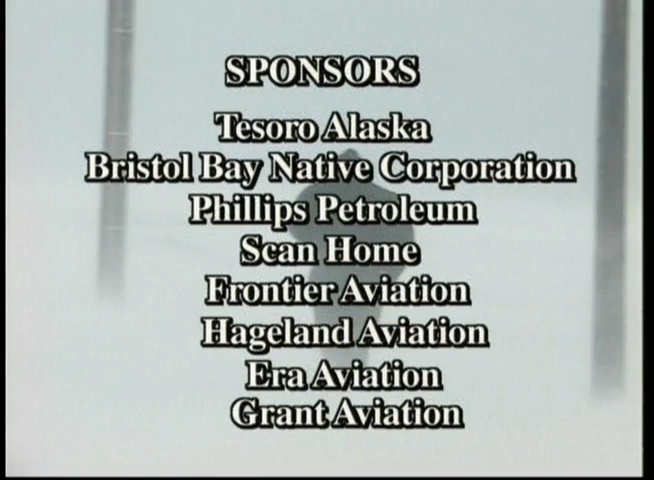 SPONSORS
Tesoro Alaska
Bristol Bay Native Corporation
Phillips Petroleum
Scan Home
Frontier Aviation
Hageland Aviation
Era Aviation
Grant Aviation